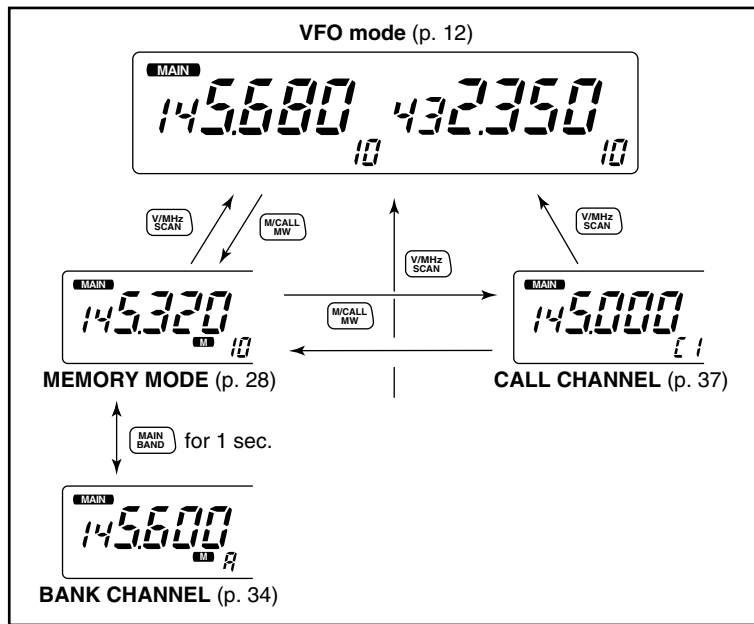 VFO mode (p. 12)
MAIN
145.680 432.350
10 10
V/MHz
SCAN
M/CALL
MW
V/MHz
SCAN
V/MHz
SCAN
MAIN
145.320
M 10
M/CALL
MW
MAIN
145.000
C1
MEMORY MODE (p. 28)
CALL CHANNEL (p. 37)
MAIN
BAND
for 1 sec.
MAIN
145.600
M A
BANK CHANNEL (p. 34)